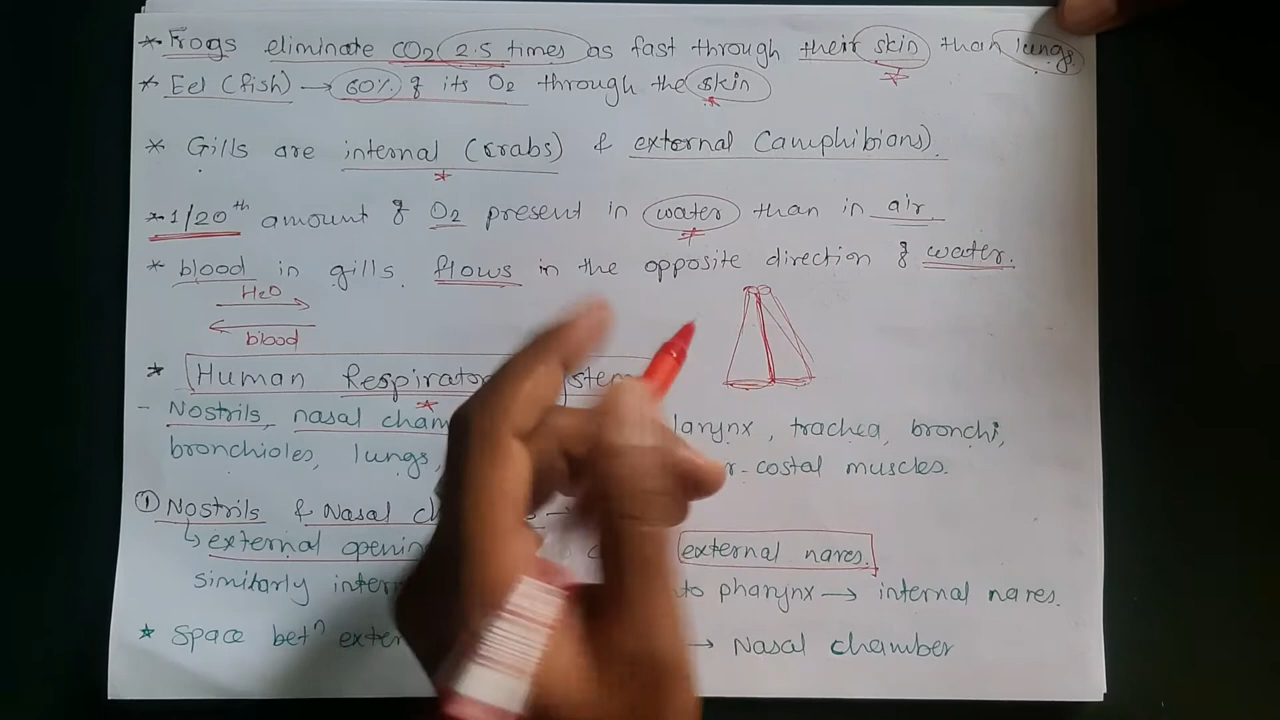 * Frogs eliminate CO2 2.5 times as fast through their skin than lungs.
* Eel (fish) → 60% of its O2 through the skin
* Gills are internal (crabs) & external (amphibians).
* 1/20th amount of O2 present in water than in air.
* blood in gills flows in the opposite direction of water.
H2O
blood
* Human Respirato ystem
- Nostrils, nasal cham larynx, trachea, bronchi,
bronchioles, lungs, r-costal muscles.
① Nostrils & Nasal c →
↳ external openin external nares.
similarly inter to pharynx → internal nares.
* Space betn exter → Nasal chamber